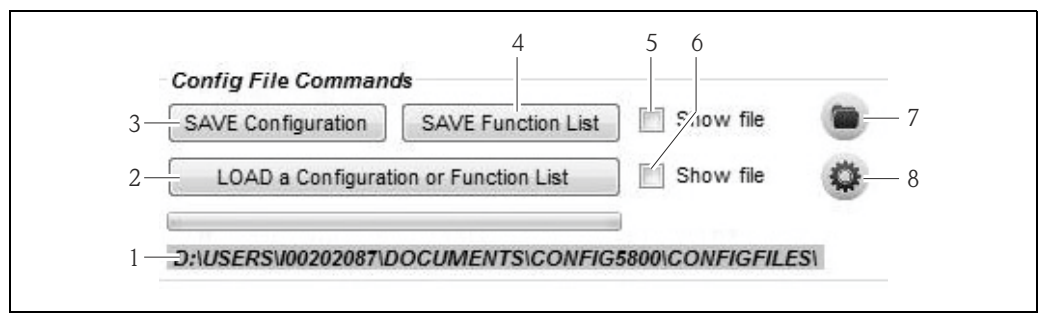 4 5 6
Config File Commands
3 SAVE Configuration SAVE Function List Show file 7
2 LOAD a Configuration or Function List Show file 8
1 D:\USERS\I00202087\DOCUMENTS\CONFIG5800\CONFIGFILES\